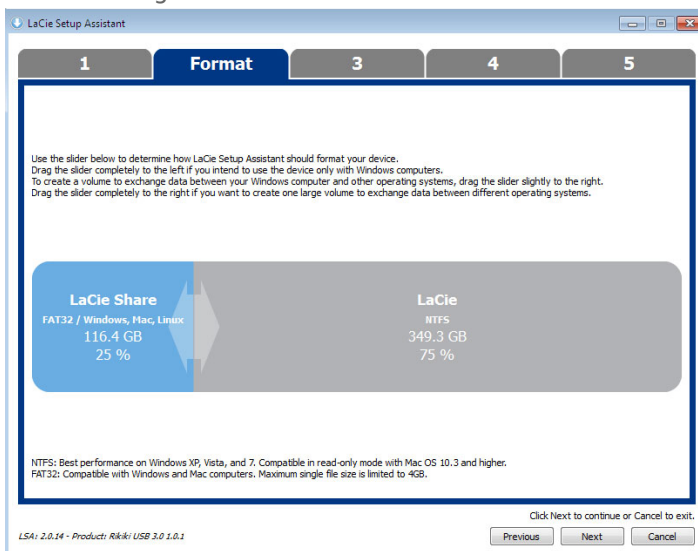 LaCie Setup Assistant
1 Format 3 4 5
Use the slider below to determine how LaCie Setup Assistant should format your device.
Drag the slider completely to the left if you intend to use the device only with Windows computers.
To create a volume to exchange data between your Windows computer and other operating systems, drag the slider slightly to the right.
Drag the slider completely to the right if you want to create one large volume to exchange data between different operating systems.
LaCie Share
FAT32 / Windows, Mac, Linux
116.4 GB
25 %
LaCie
NTFS
349.3 GB
75 %
NTFS: Best performance on Windows XP, Vista, and 7. Compatible in read-only mode with Mac OS 10.3 and higher.
FAT32: Compatible with Windows and Mac computers. Maximum single file size is limited to 4GB.
Click Next to continue or Cancel to exit.
LSA: 2.0.14 - Product: Rikiki USB 3.0 1.0.1
Previous Next Cancel